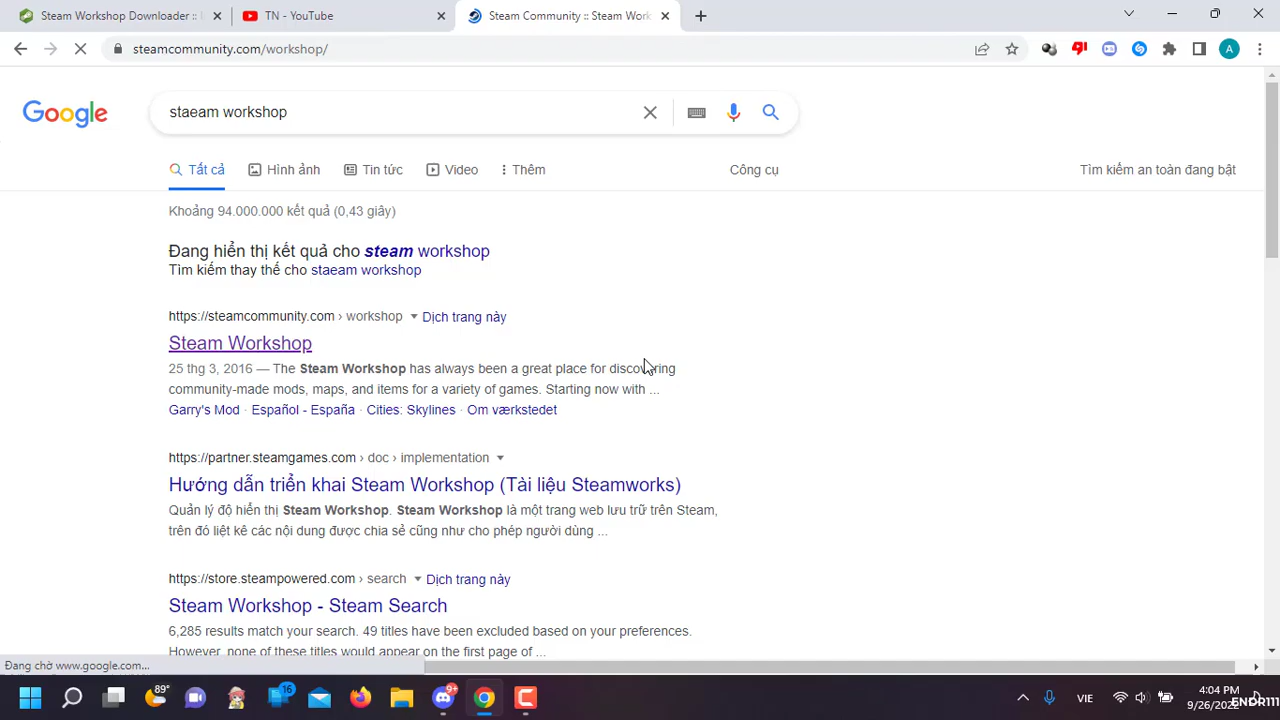 Steam Workshop Downloader ::
TN - YouTube
Steam Community :: Steam Work
steamcommunity.com/workshop/
A
Google
staeam workshop
Tất cả
Hình ảnh
Tin tức
Video
Thêm
Công cụ
Tìm kiếm an toàn đang bật
Khoảng 94.000.000 kết quả (0,43 giây)
Đang hiển thị kết quả cho steam workshop
Tìm kiếm thay thế cho staeam workshop
https://steamcommunity.com › workshop Dịch trang này
Steam Workshop
25 thg 3, 2016 — The Steam Workshop has always been a great place for discovering
community-made mods, maps, and items for a variety of games. Starting now with ...
Garry's Mod · Español - España · Cities: Skylines · Om værkstedet
https://partner.steamgames.com › doc › implementation
Hướng dẫn triển khai Steam Workshop (Tài liệu Steamworks)
Quản lý độ hiển thị Steam Workshop. Steam Workshop là một trang web lưu trữ trên Steam,
trên đó liệt kê các nội dung được chia sẻ cũng như cho phép người dùng ...
https://store.steampowered.com › search Dịch trang này
Steam Workshop - Steam Search
6,285 results match your search. 49 titles have been excluded based on your preferences.
However, none of these titles would appear on the first page of ...
Đang chờ www.google.com...
89°
16
9+
VIE
4:04 PM
9/26/202
ENDR111